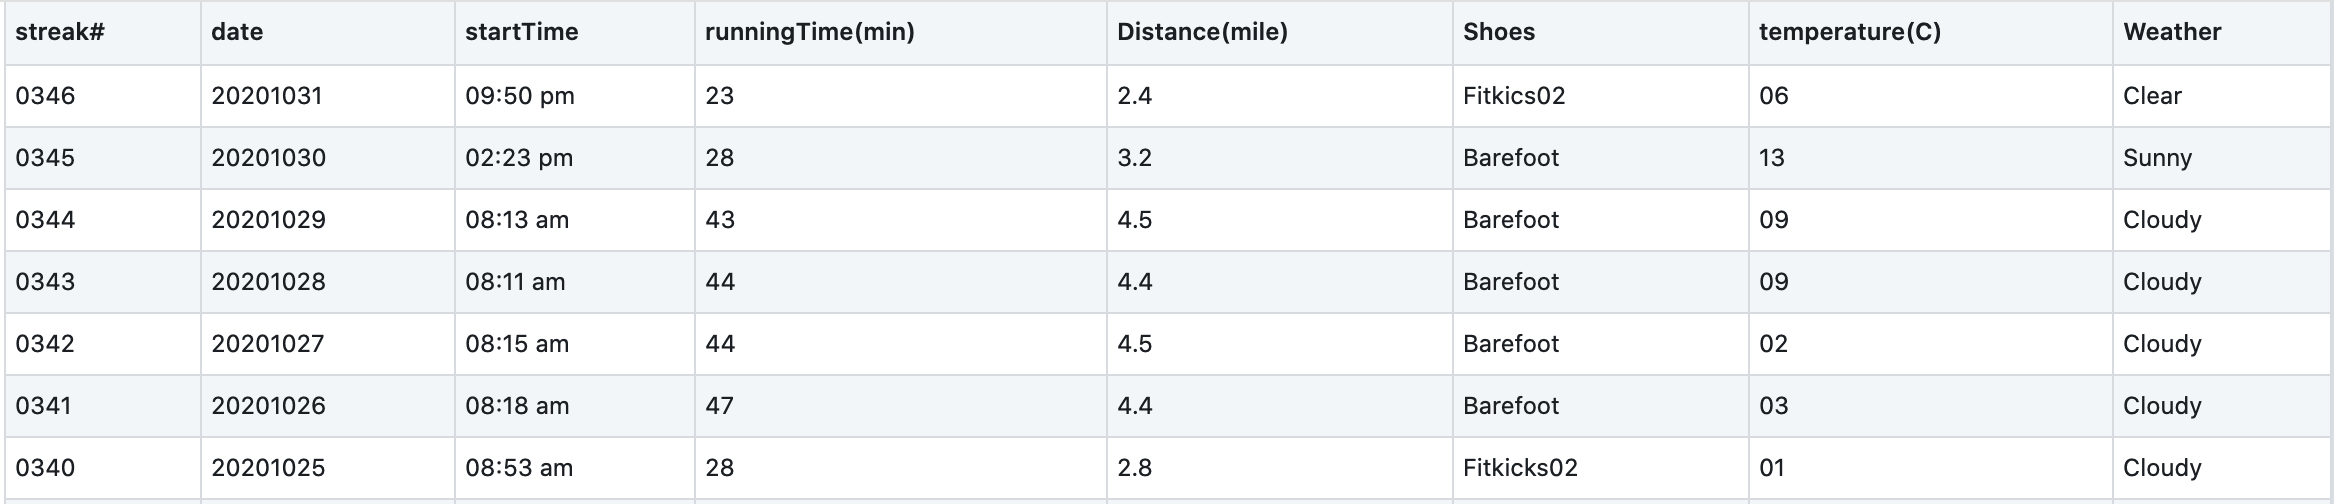 streak# date startTime runningTime(min) Distance(mile) Shoes temperature(C) Weather
0346 20201031 09:50 pm 23 2.4 Fitkics02 06 Clear
0345 20201030 02:23 pm 28 3.2 Barefoot 13 Sunny
0344 20201029 08:13 am 43 4.5 Barefoot 09 Cloudy
0343 20201028 08:11 am 44 4.4 Barefoot 09 Cloudy
0342 20201027 08:15 am 44 4.5 Barefoot 02 Cloudy
0341 20201026 08:18 am 47 4.4 Barefoot 03 Cloudy
0340 20201025 08:53 am 28 2.8 Fitkicks02 01 Cloudy